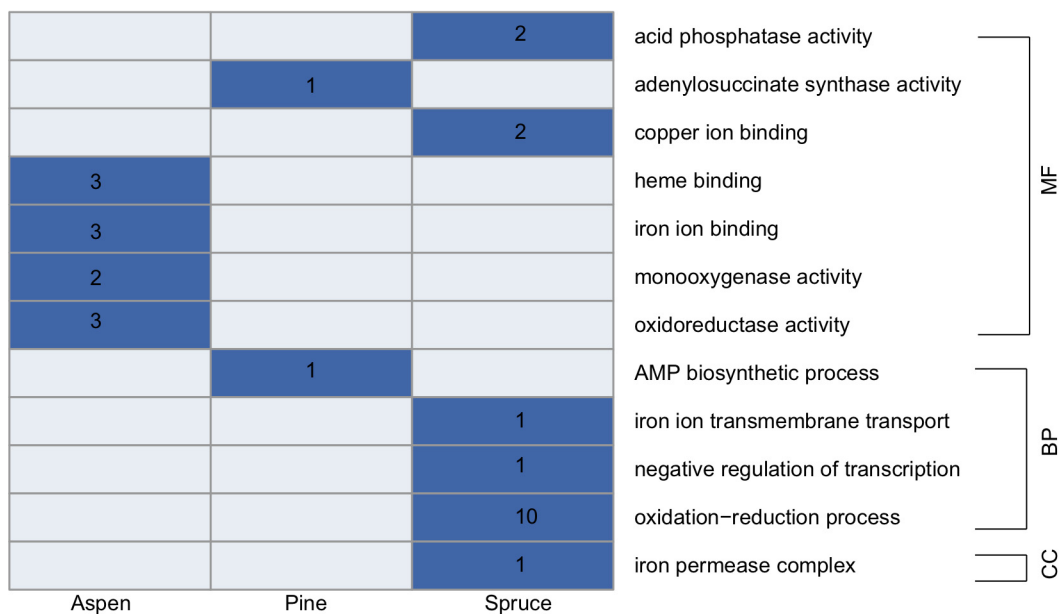 2 acid phosphatase activity
1 adenylosuccinate synthase activity
2 copper ion binding
3 heme binding
3 iron ion binding
2 monooxygenase activity
3 oxidoreductase activity
MF
1 AMP biosynthetic process
1 iron ion transmembrane transport
1 negative regulation of transcription
10 oxidation−reduction process
BP
1 iron permease complex
CC
Aspen Pine Spruce